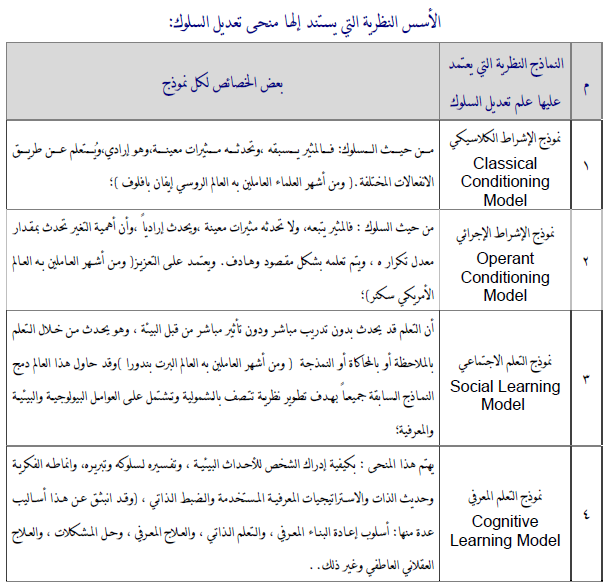 الأسس النظرية التي يستند إلها منحى تعديل السلوك:
م
النماذج النظرية التي يعتمد
عليها علم تعديل السلوك
بعض الخصائص لكل نموذج
١
نموذج الإشراط الكلاسيكي
Classical
Conditioning
Model
من حيث السلوك: فالمثير يسبقه ،وتحدثه مثيرات معينة،وهو إرادي،ويُتعلم عن طريق
الانفعالات المختلفة.( ومن أشهر العلماء العاملين به العالم الروسي إيفان بافلوف )؛
٢
نموذج الإشراط الإجرائي
Operant
Conditioning
Model
من حيث السلوك : فالمثير يتبعه، ولا تحدثه مثيرات معينة ،ويحدث إرادياً ،وأن أهمية التغير تحدث بمقدار
معدل تكرار ه ، ويتم تعلمه بشكل مقصود وهادف. ويعتمد على التعزيز( ومن أشهر العاملين به العالم
الأمريكي سكنر)؛
٣
نموذج التعلم الاجتماعي
Social Learning
Model
أن التعلم قد يحدث بدون تدريب مباشر ودون تأثير مباشر من قبل البيئة ، وهو يحدث من خلال التعلم
بالملاحظة أو بالمحاكاة أو النمذجة ( ومن أشهر العاملين به العالم البرت بندورا )وقد حاول هذا العالم دمج
النماذج السابقة جميعاً بهدف تطوير نظرية تتصف بالشمولية وتشتمل على العوامل البيولوجية والبيئية
والمعرفية؛
٤
نموذج التعلم المعرفي
Cognitive
Learning Model
يهتم هذا المنحى : بكيفية إدراك الشخص للأحداث البيئية ، وتفسيره لسلوكه وتبريره، وانماطه الفكرية
وحديث الذات والاستراتيجيات المعرفية المستخدمة والضبط الذاتي ، (وقد انبثق عن هذا أساليب
عدة منها: أسلوب إعادة البناء المعرفي ، والتعلم الذاتي ، والعلاج المعرفي ، وحل المشكلات ، والعلاج
العقلاني العاطفي وغير ذلك. .